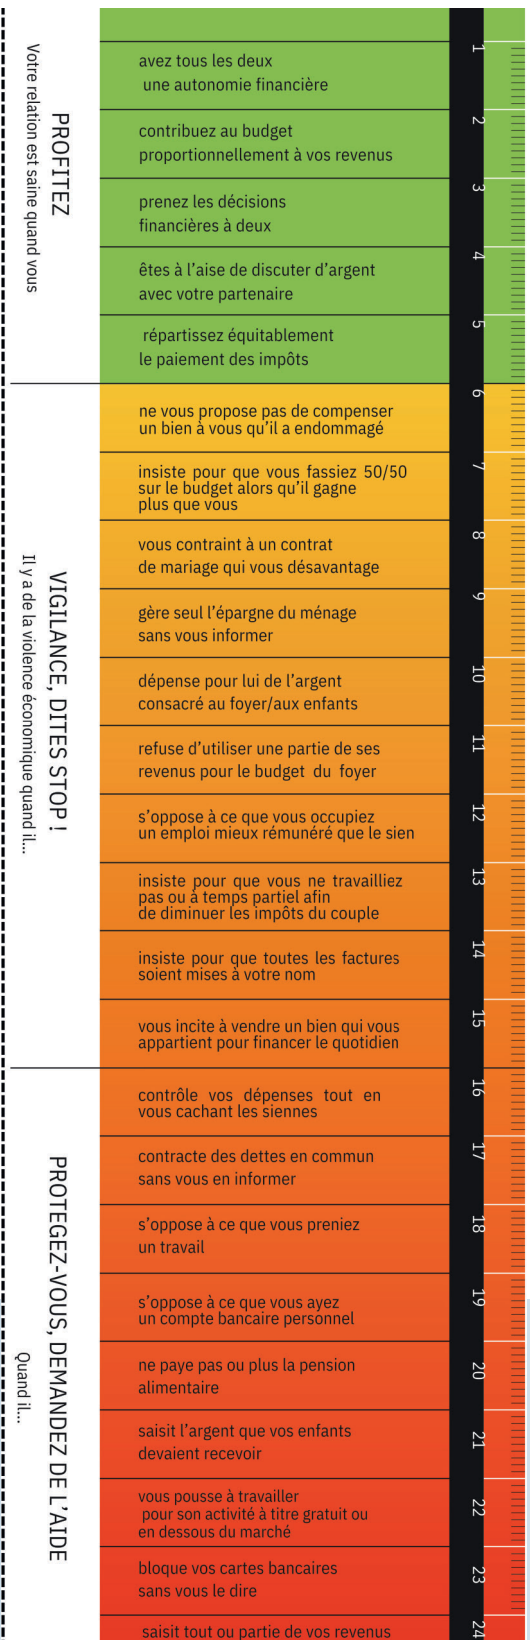 PROFITEZ
Votre relation est saine quand vous
1
avez tous les deux
une autonomie financière
2
contribuez au budget
proportionnellement à vos revenus
3
prenez les décisions
financières à deux
4
êtes à l'aise de discuter d'argent
avec votre partenaire
5
répartissez équitablement
le paiement des impôts
VIGILANCE, DITES STOP !
Il y a de la violence économique quand il...
6
ne vous propose pas de compenser
un bien à vous qu'il a endommagé
7
insiste pour que vous fassiez 50/50
sur le budget alors qu'il gagne
plus que vous
8
vous contraint à un contrat
de mariage qui vous désavantage
9
gère seul l'épargne du ménage
sans vous informer
10
dépense pour lui de l'argent
consacré au foyer/aux enfants
11
refuse d'utiliser une partie de ses
revenus pour le budget du foyer
12
s'oppose à ce que vous occupiez
un emploi mieux rémunéré que le sien
13
insiste pour que vous ne travailliez
pas ou à temps partiel afin
de diminuer les impôts du couple
14
insiste pour que toutes les factures
soient mises à votre nom
15
vous incite à vendre un bien qui vous
appartient pour financer le quotidien
PROTEGEZ-VOUS, DEMANDEZ DE L'AIDE
Quand il...
16
contrôle vos dépenses tout en
vous cachant les siennes
17
contracte des dettes en commun
sans vous en informer
18
s'oppose à ce que vous preniez
un travail
19
s'oppose à ce que vous ayez
un compte bancaire personnel
20
ne paye pas ou plus la pension
alimentaire
21
saisit l'argent que vos enfants
devaient recevoir
22
vous pousse à travailler
pour son activité à titre gratuit ou
en dessous du marché
23
bloque vos cartes bancaires
sans vous le dire
24
saisit tout ou partie de vos revenus